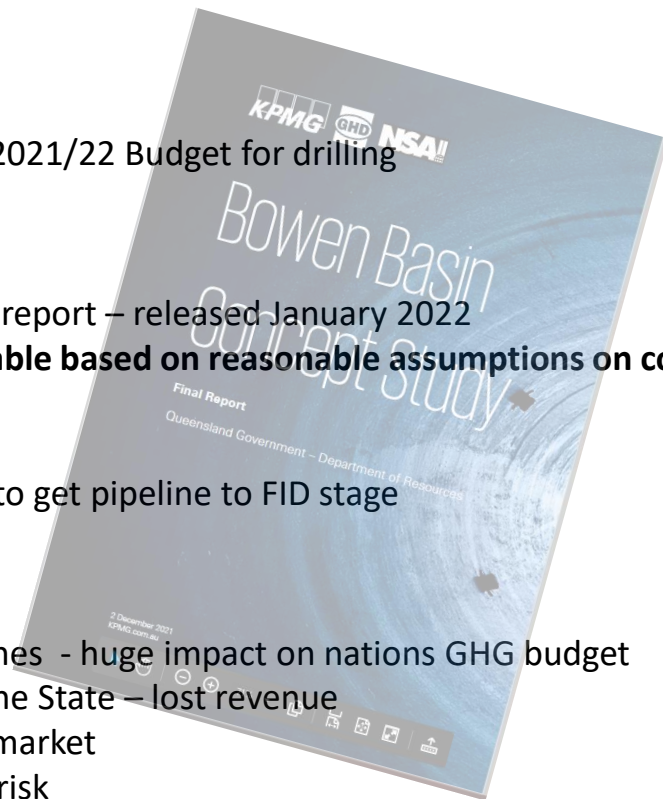 KPMG GHD NSA
2021/22 Budget for drilling
Bowen Basin
Concept Study
report – released January 2022
able based on reasonable assumptions on co
Final Report
Queensland Government – Department of Resources
to get pipeline to FID stage
2 December 2021
KPMG.com.au
nes - huge impact on nations GHG budget
he State – lost revenue
market
risk